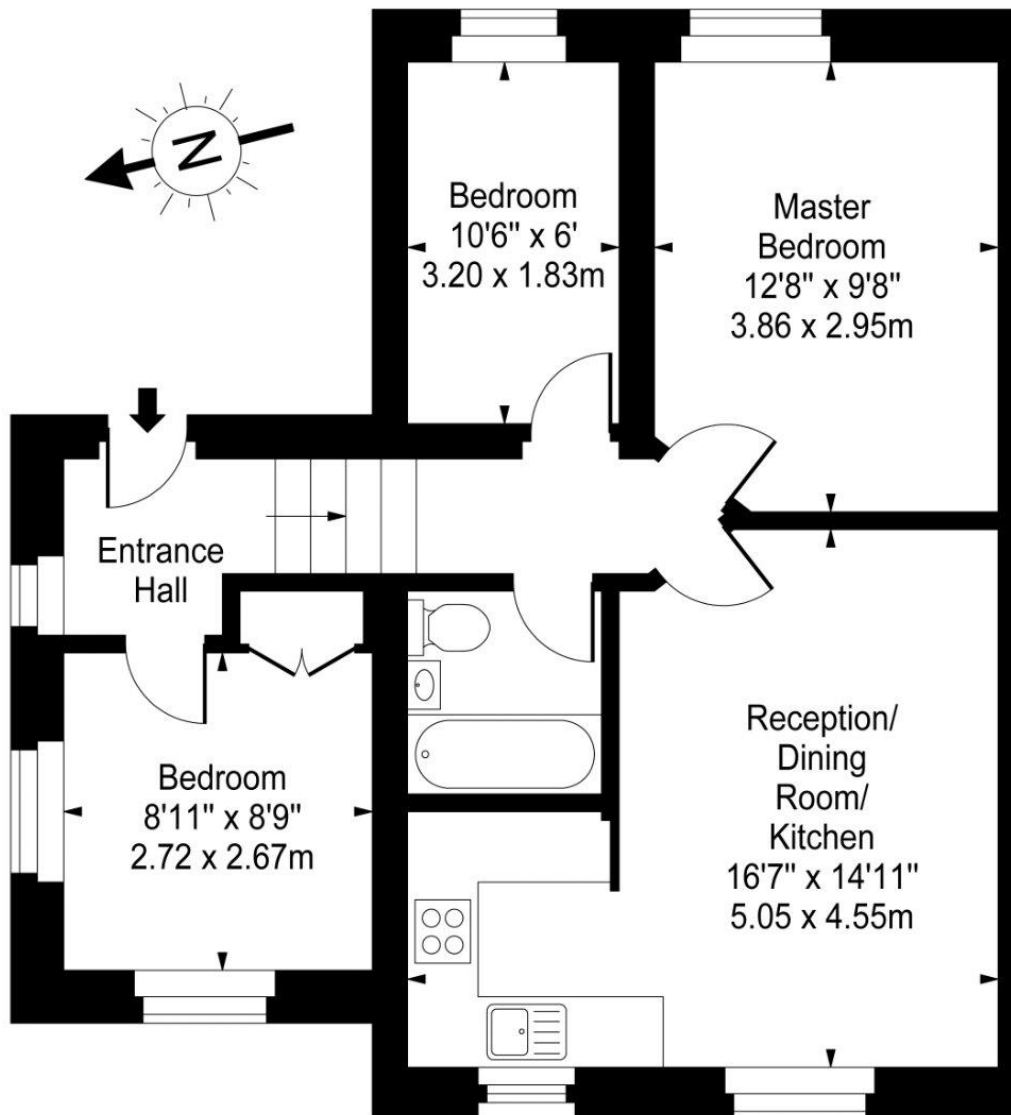 N
Bedroom
10'6" x 6'
3.20 x 1.83m
Master
Bedroom
12'8" x 9'8"
3.86 x 2.95m
Entrance
Hall
Bedroom
8'11" x 8'9"
2.72 x 2.67m
Reception/
Dining
Room/
Kitchen
16'7" x 14'11"
5.05 x 4.55m